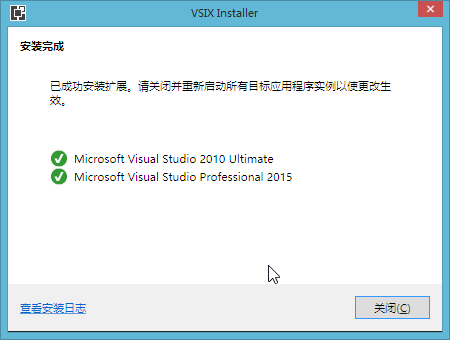 VSIX Installer
安装完成
已成功安装扩展。请关闭并重新启动所有目标应用程序实例以使更改生
效。
Microsoft Visual Studio 2010 Ultimate
Microsoft Visual Studio Professional 2015
查看安装日志
关闭(C)